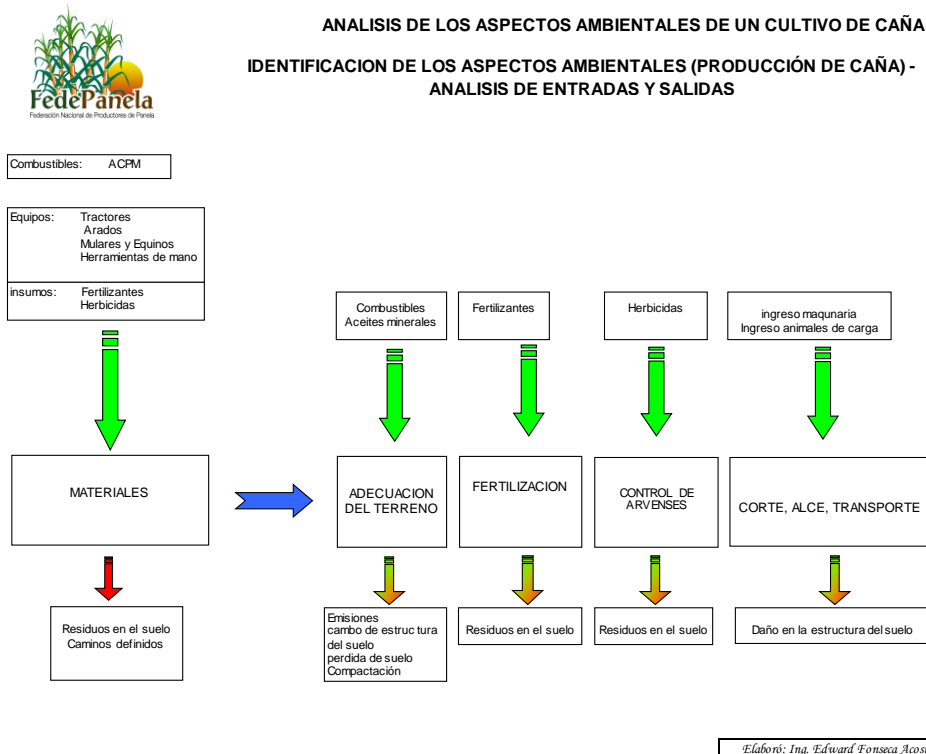 ANALISIS DE LOS ASPECTOS AMBIENTALES DE UN CULTIVO DE CAÑA
IDENTIFICACION DE LOS ASPECTOS AMBIENTALES (PRODUCCIÓN DE CAÑA) -
ANALISIS DE ENTRADAS Y SALIDAS
FedePanela
Federación Nacional de Productores de Panela
Combustibles: ACPM
Equipos: Tractores
Arados
Mulares y Equinos
Herramientas de mano
insumos: Fertilizantes
Herbicidas
Combustibles
Aceites minerales
Fertilizantes
Herbicidas
ingreso maqunaria
Ingreso animales de carga
MATERIALES
ADECUACION
DEL TERRENO
FERTILIZACION
CONTROL DE
ARVENSES
CORTE, ALCE, TRANSPORTE
Residuos en el suelo
Caminos definidos
Emisiones
cambo de estructura
del suelo
perdida de suelo
Compactación
Residuos en el suelo
Residuos en el suelo
Daño en la estructura del suelo
Elaboró: Ing. Edward Fonseca